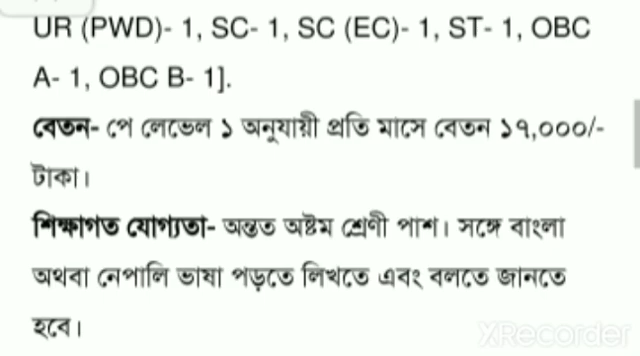 UR (PWD)- 1, SC- 1, SC (EC)- 1, ST- 1, OBC
A- 1, OBC B- 1].
বেতন- পে লেভেল ১ অনুযায়ী প্রতি মাসে বেতন ১৭,০০০/-
টাকা।
শিক্ষাগত যোগ্যতা- অন্তত অষ্টম শ্রেণী পাশ। সঙ্গে বাংলা
অথবা নেপালি ভাষা পড়তে লিখতে এবং বলতে জানতে
হবে।
XRecorder